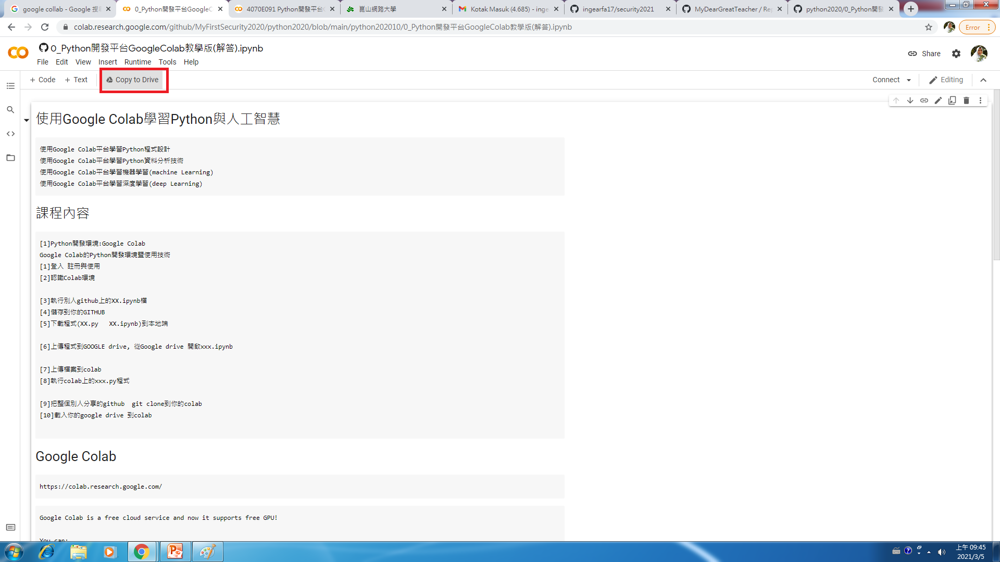 google collab - Google 搜
0_Python開發平台GoogleC
4070E091 Python開發平台
崑山網路大學
Kotak Masuk (4.685) - inge
ingearfa17/security2021
MyDearGreatTeacher / Re
python2020/0_Python開發
colab.research.google.com/github/MyFirstSecurity2020/python2020/blob/main/python202010/0_Python開發平台GoogleColab教學版(解答).ipynb
Error
0_Python開發平台GoogleColab教學版(解答).ipynb
File Edit View Insert Runtime Tools Help
Share
+ Code + Text Copy to Drive
Connect Editing
使用Google Colab學習Python與人工智慧
使用Google Colab平台學習Python程式設計
使用Google Colab平台學習Python資料分析技術
使用Google Colab平台學習機器學習(machine Learning)
使用Google Colab平台學習深度學習(deep Learning)
課程內容
[1]Python開發環境:Google Colab
Google Colab的Python開發環境暨使用技術
[1]登入 註冊與使用
[2]認識Colab環境
[3]執行別人github上的XX.ipynb檔
[4]儲存到你的GITHUB
[5]下載程式(XX.py XX.ipynb)到本地端
[6]上傳程式到GOOGLE drive, 從Google drive 開啟xxx.ipynb
[7]上傳檔案到colab
[8]執行colab上的xxx.py程式
[9]把整個別人分享的github git clone到你的colab
[10]載入你的google drive 到colab
Google Colab
https://colab.research.google.com/
Google Colab is a free cloud service and now it supports free GPU!
You can:
上午 09:45
2021/3/5